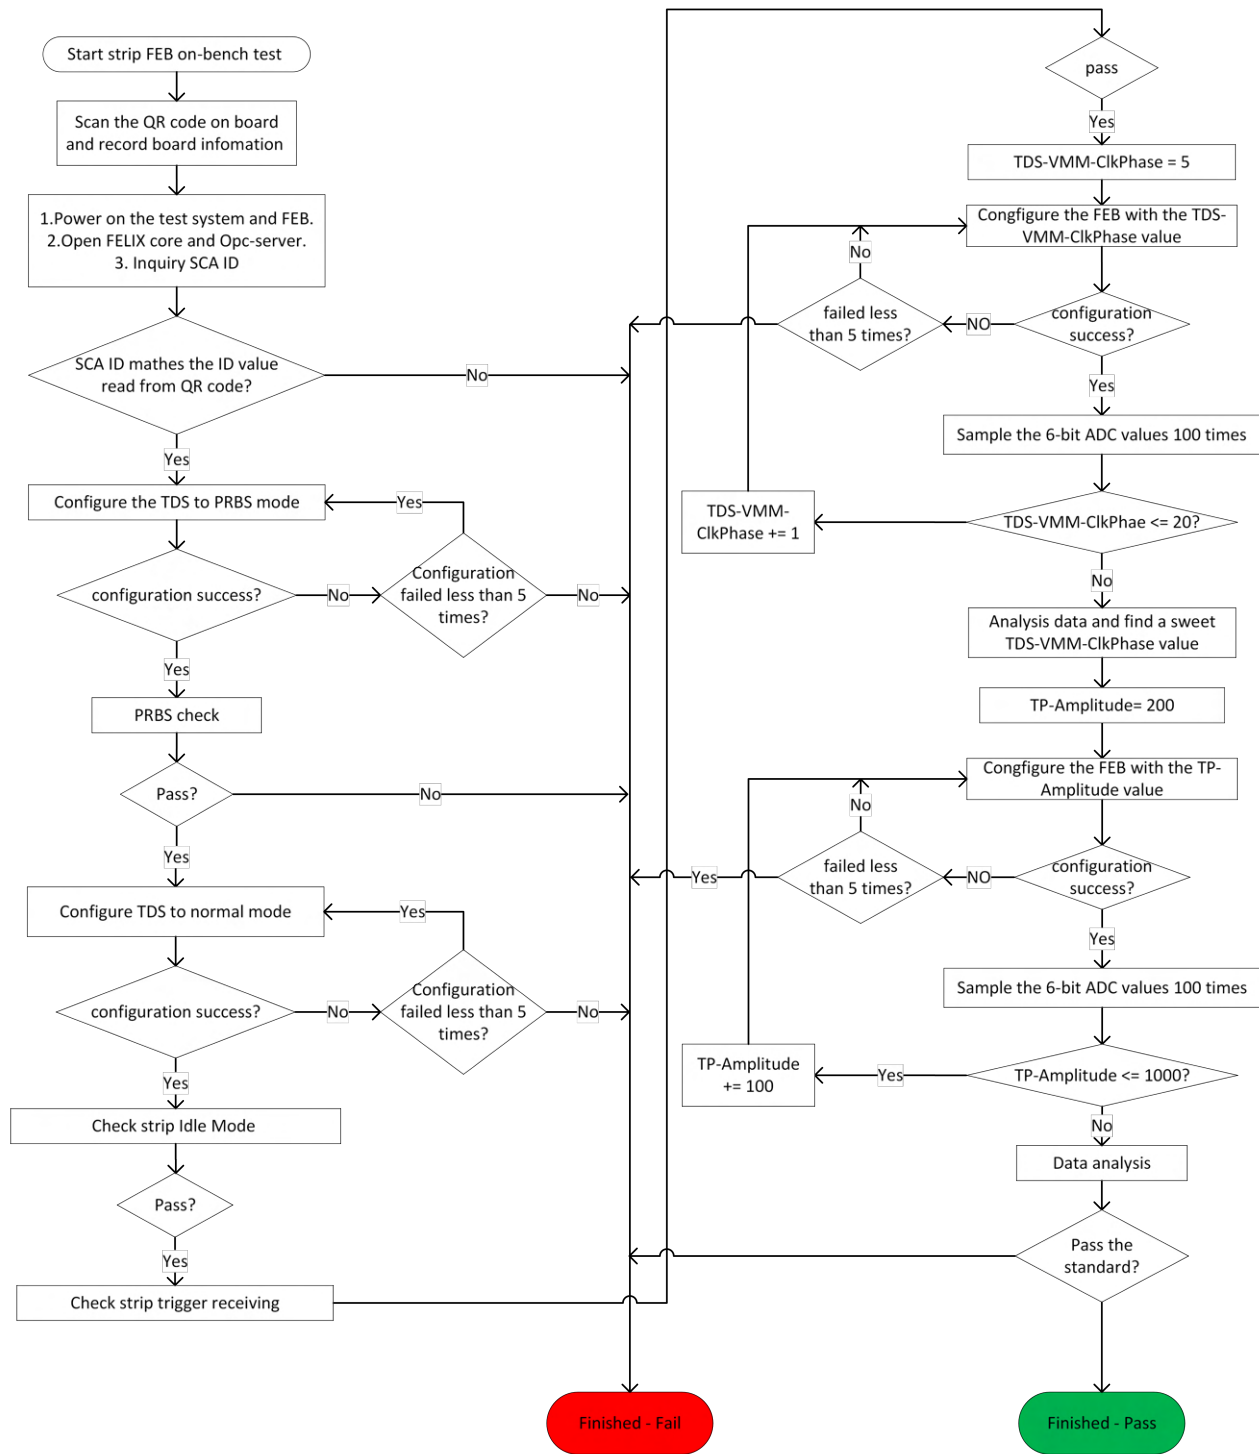 Start strip FEB on-bench test
Scan the QR code on board
and record board infomation
1.Power on the test system and FEB.
2.Open FELIX core and Opc-server.
3. Inquiry SCA ID
SCA ID mathes the ID value
read from QR code?
No
Yes
Configure the TDS to PRBS mode
Yes
configuration success?
No
Configuration
failed less than 5
times?
No
Yes
PRBS check
Pass?
No
Yes
Configure TDS to normal mode
Yes
configuration success?
No
Configuration
failed less than 5
times?
No
Yes
Check strip Idle Mode
Pass?
Yes
Check strip trigger receiving
pass
Yes
TDS-VMM-ClkPhase = 5
Congfigure the FEB with the TDS-
VMM-ClkPhase value
No
failed less
than 5 times?
NO
configuration
success?
Yes
Sample the 6-bit ADC values 100 times
TDS-VMM-
ClkPhase += 1
TDS-VMM-ClkPhae <= 20?
No
Analysis data and find a sweet
TDS-VMM-ClkPhase value
TP-Amplitude= 200
Congfigure the FEB with the TP-
Amplitude value
No
Yes
failed less
than 5 times?
NO
configuration
success?
Yes
Sample the 6-bit ADC values 100 times
TP-Amplitude
+= 100
Yes
TP-Amplitude <= 1000?
No
Data analysis
Pass the
standard?
Finished - Fail
Finished - Pass